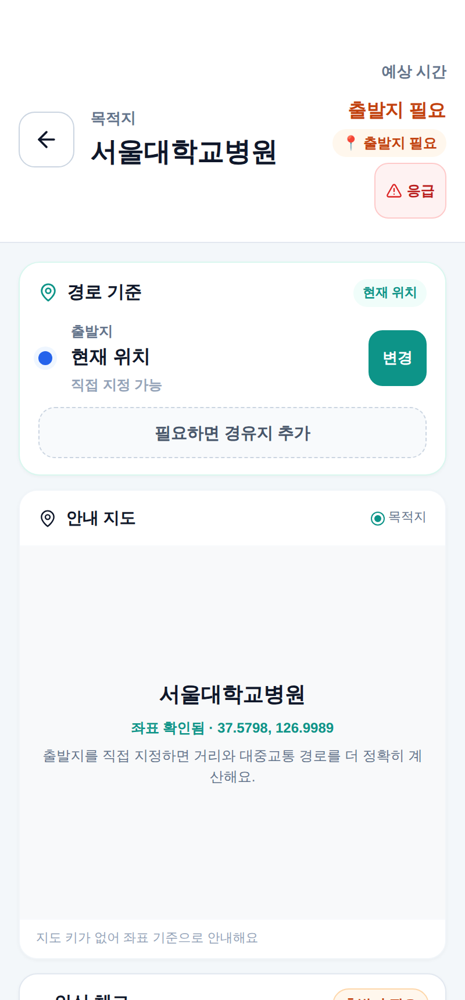 예상 시간
출발지 필요
목적지
서울대학교병원
📍 출발지 필요
응급
경로 기준
현재 위치
출발지
현재 위치
직접 지정 가능
변경
필요하면 경유지 추가
안내 지도
목적지
서울대학교병원
좌표 확인됨 · 37.5798, 126.9989
출발지를 직접 지정하면 거리와 대중교통 경로를 더 정확히 계
산해요.
지도 키가 없어 좌표 기준으로 안내해요